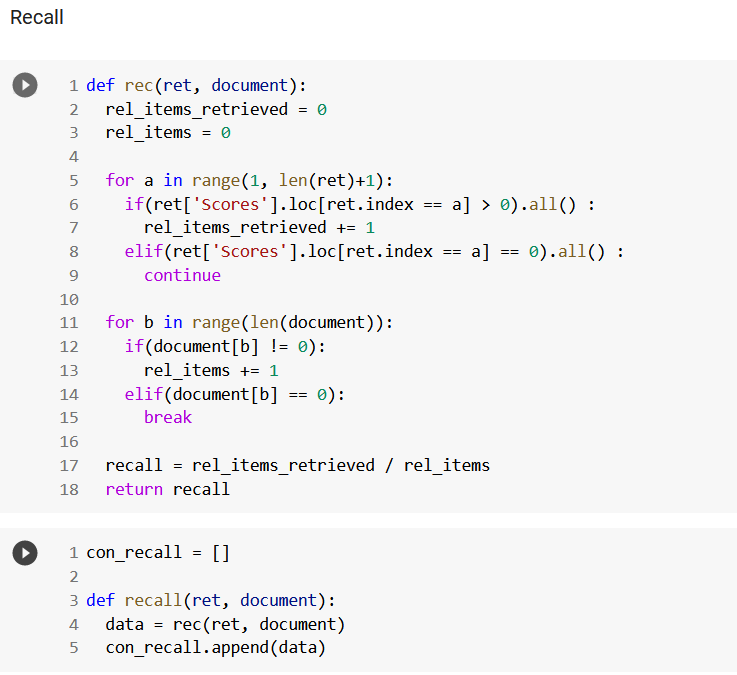 Recall
1 def rec(ret, document):
2   rel_items_retrieved = 0
3   rel_items = 0
4
5   for a in range(1, len(ret)+1):
6     if(ret['Scores'].loc[ret.index == a] > 0).all() :
7       rel_items_retrieved += 1
8     elif(ret['Scores'].loc[ret.index == a] == 0).all() :
9       continue
10
11   for b in range(len(document)):
12     if(document[b] != 0):
13       rel_items += 1
14     elif(document[b] == 0):
15       break
16
17   recall = rel_items_retrieved / rel_items
18   return recall
1 con_recall = []
2
3 def recall(ret, document):
4   data = rec(ret, document)
5   con_recall.append(data)